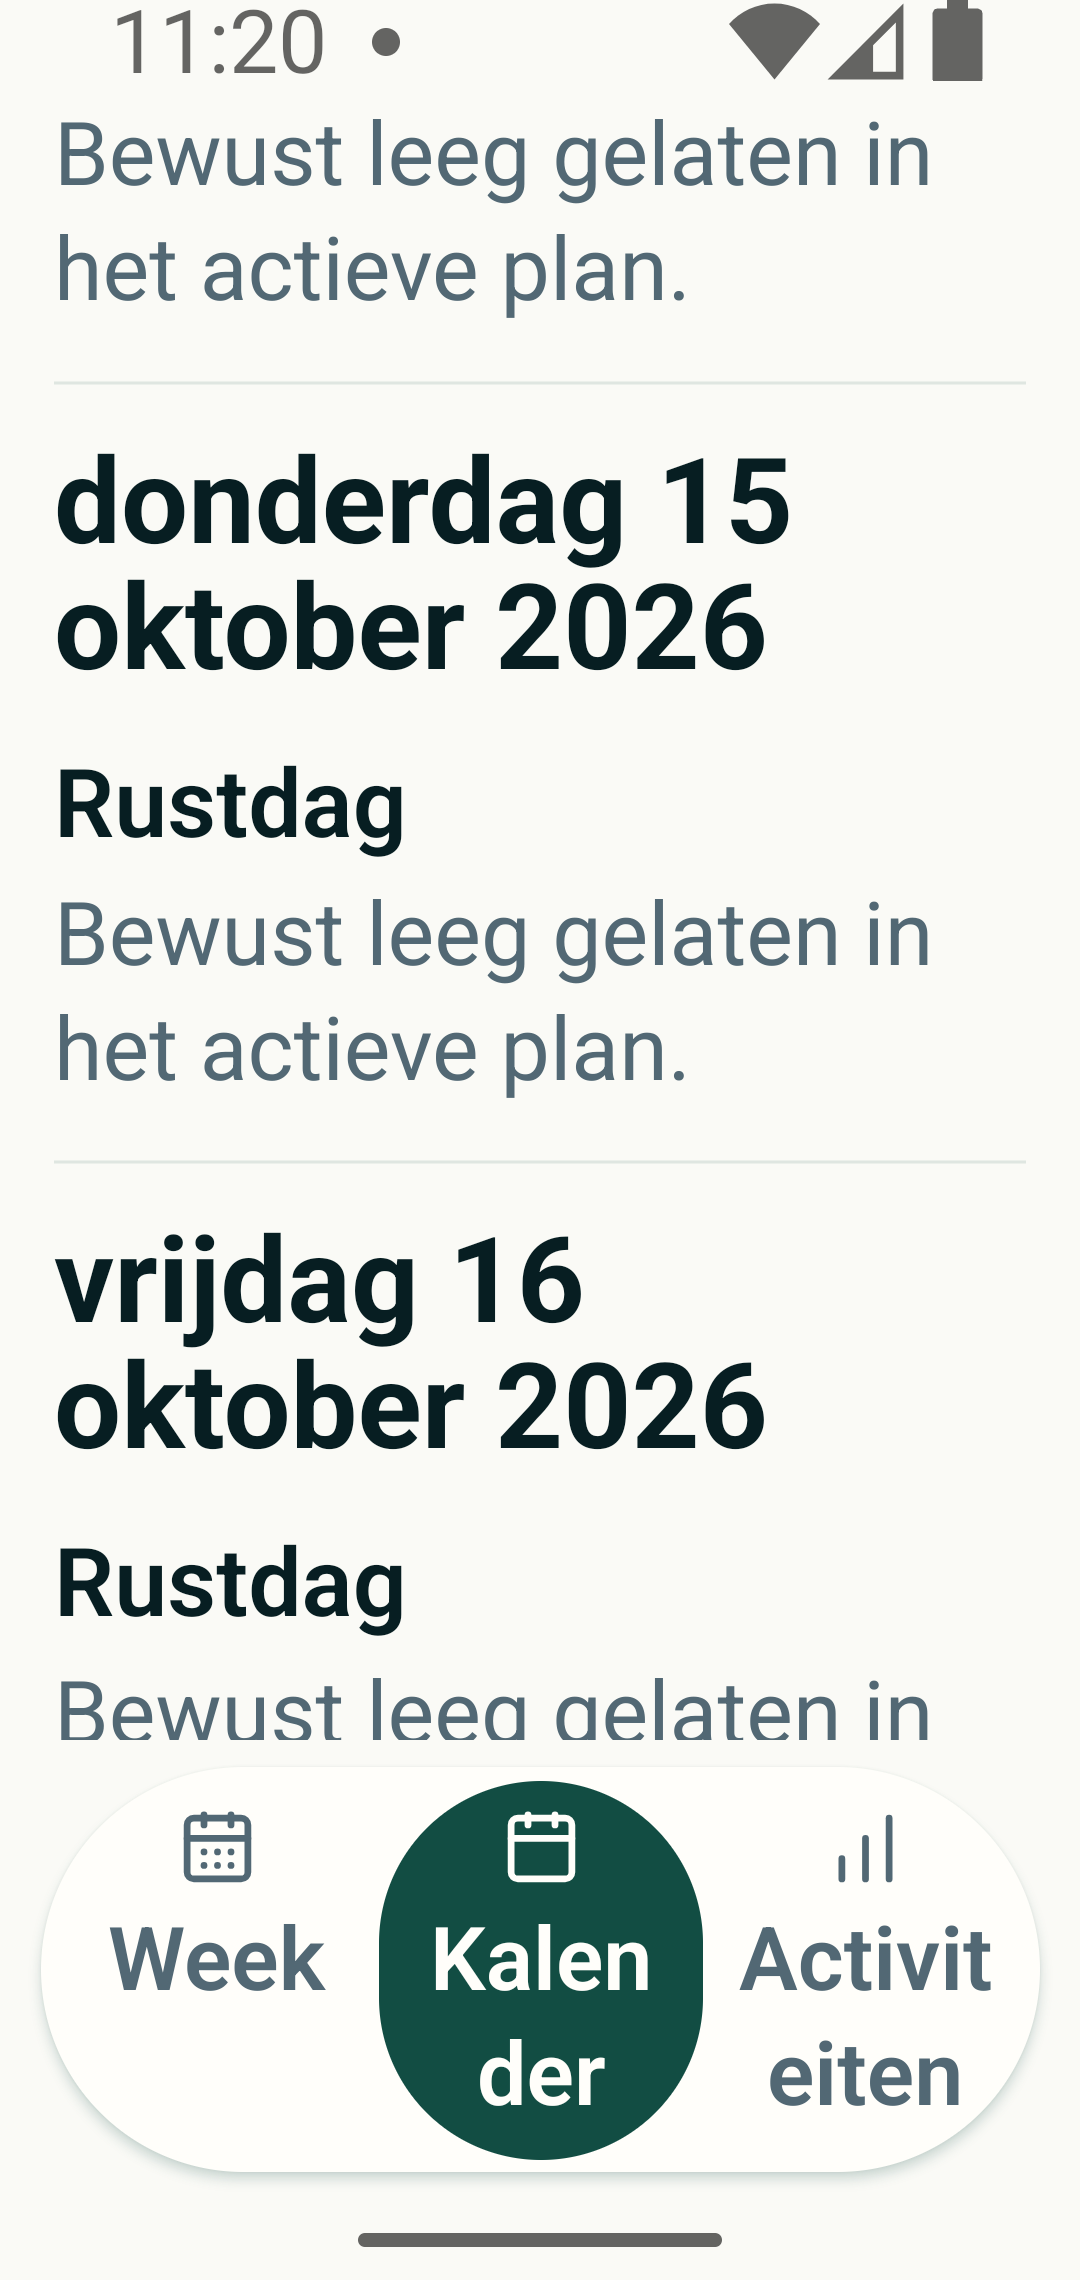 11:20
Bewust leeg gelaten in
het actieve plan.
donderdag 15
oktober 2026
Rustdag
Bewust leeg gelaten in
het actieve plan.
vrijdag 16
oktober 2026
Rustdag
Bewust leeg gelaten in
Week
Kalen
der
Activit
eiten